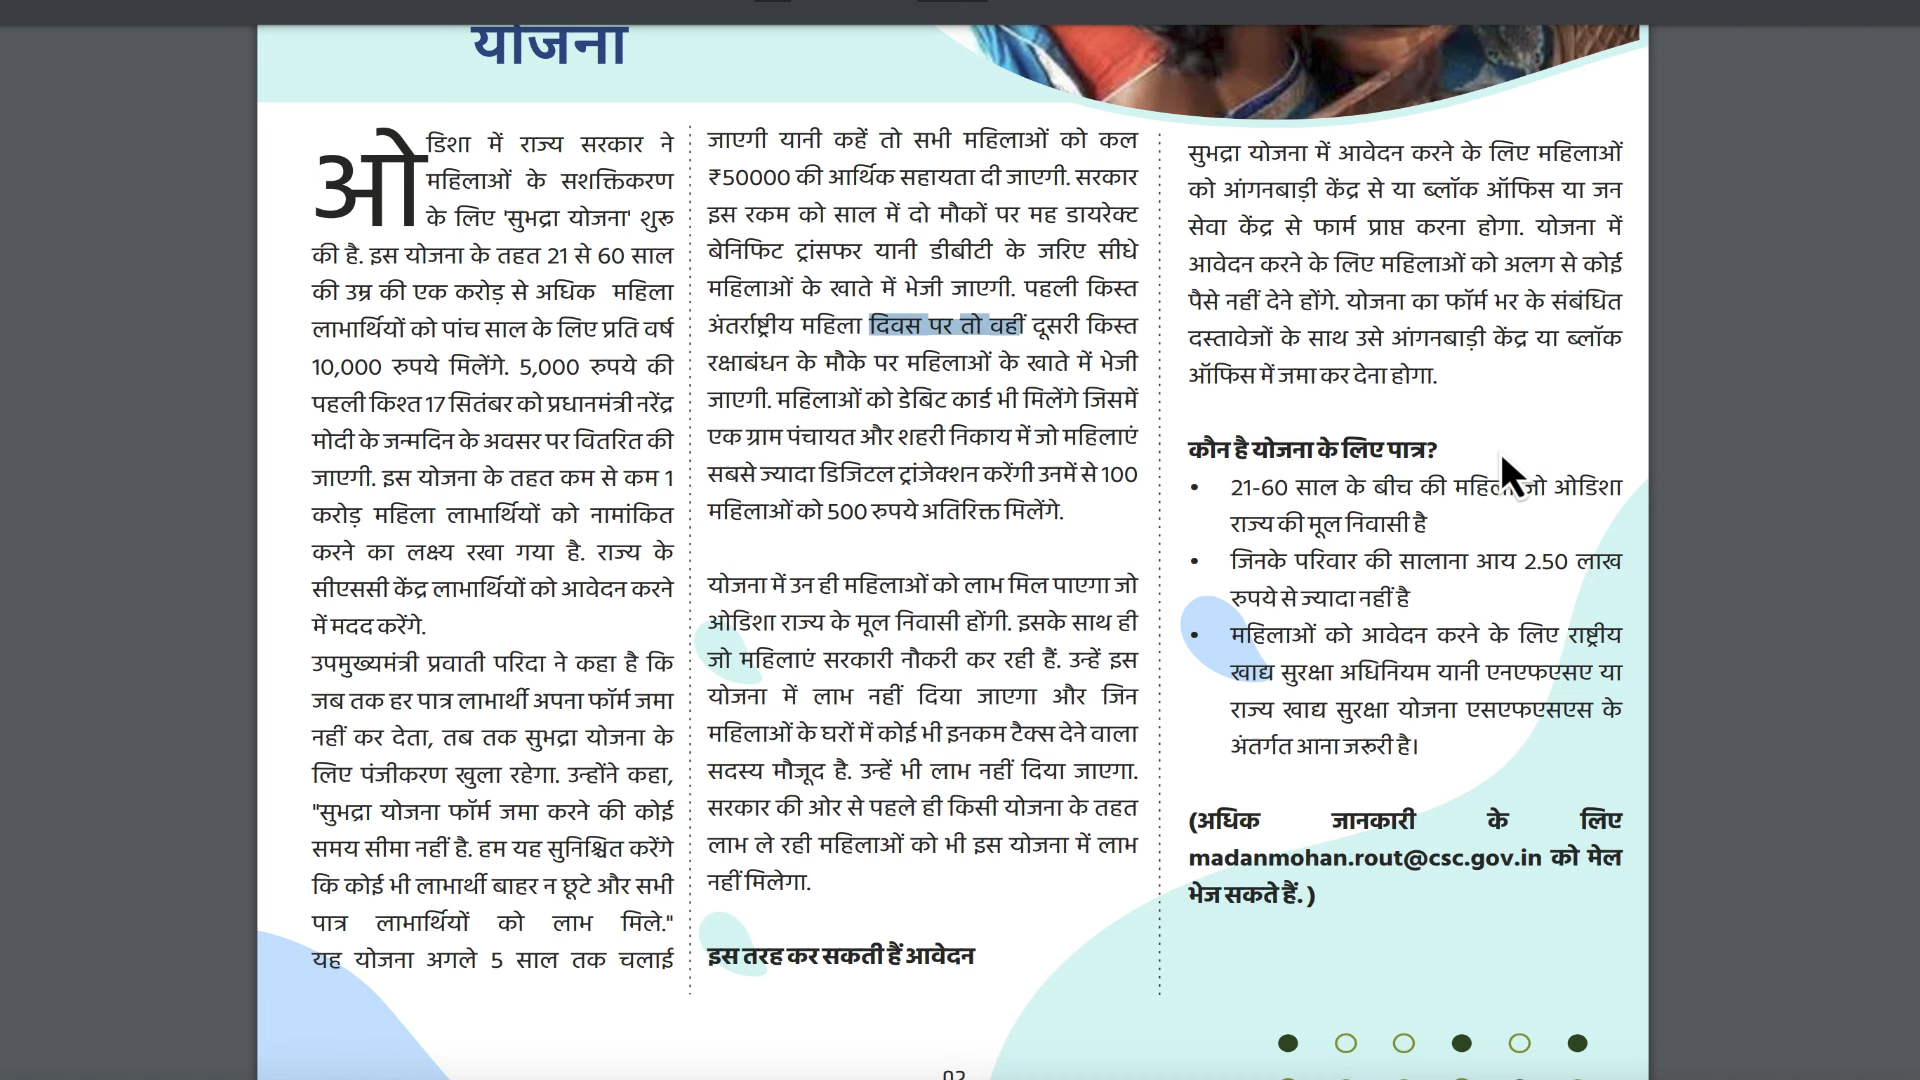 योजना
ओडिशा में राज्य सरकार ने
महिलाओं के सशक्तिकरण
के लिए 'सुभद्रा योजना' शुरू
की है. इस योजना के तहत 21 से 60 साल
की उम्र की एक करोड़ से अधिक महिला
लाभार्थियों को पांच साल के लिए प्रति वर्ष
10,000 रुपये मिलेंगे. 5,000 रुपये की
पहली किश्त 17 सितंबर को प्रधानमंत्री नरेंद्र
मोदी के जन्मदिन के अवसर पर वितरित की
जाएगी. इस योजना के तहत कम से कम 1
करोड़ महिला लाभार्थियों को नामांकित
करने का लक्ष्य रखा गया है. राज्य के
सीएससी केंद्र लाभार्थियों को आवेदन करने
में मदद करेंगे.
उपमुख्यमंत्री प्रवाती परिदा ने कहा है कि
जब तक हर पात्र लाभार्थी अपना फॉर्म जमा
नहीं कर देता, तब तक सुभद्रा योजना के
लिए पंजीकरण खुला रहेगा. उन्होंने कहा,
"सुभद्रा योजना फॉर्म जमा करने की कोई
समय सीमा नहीं है. हम यह सुनिश्चित करेंगे
कि कोई भी लाभार्थी बाहर न छूटे और सभी
पात्र लाभार्थियों को लाभ मिले."
यह योजना अगले 5 साल तक चलाई
जाएगी यानी कहें तो सभी महिलाओं को कल
₹50000 की आर्थिक सहायता दी जाएगी. सरकार
इस रकम को साल में दो मौकों पर मह डायरेक्ट
बेनिफिट ट्रांसफर यानी डीबीटी के जरिए सीधे
महिलाओं के खाते में भेजी जाएगी. पहली किस्त
अंतर्राष्ट्रीय महिला दिवस पर तो वहीं दूसरी किस्त
रक्षाबंधन के मौके पर महिलाओं के खाते में भेजी
जाएगी. महिलाओं को डेबिट कार्ड भी मिलेंगे जिसमें
एक ग्राम पंचायत और शहरी निकाय में जो महिलाएं
सबसे ज्यादा डिजिटल ट्रांजेक्शन करेंगी उनमें से 100
महिलाओं को 500 रुपये अतिरिक्त मिलेंगे.
योजना में उन ही महिलाओं को लाभ मिल पाएगा जो
ओडिशा राज्य के मूल निवासी होंगी. इसके साथ ही
जो महिलाएं सरकारी नौकरी कर रही हैं. उन्हें इस
योजना में लाभ नहीं दिया जाएगा और जिन
महिलाओं के घरों में कोई भी इनकम टैक्स देने वाला
सदस्य मौजूद है. उन्हें भी लाभ नहीं दिया जाएगा.
सरकार की ओर से पहले ही किसी योजना के तहत
लाभ ले रही महिलाओं को भी इस योजना में लाभ
नहीं मिलेगा.
इस तरह कर सकती हैं आवेदन
सुभद्रा योजना में आवेदन करने के लिए महिलाओं
को आंगनबाड़ी केंद्र से या ब्लॉक ऑफिस या जन
सेवा केंद्र से फार्म प्राप्त करना होगा. योजना में
आवेदन करने के लिए महिलाओं को अलग से कोई
पैसे नहीं देने होंगे. योजना का फॉर्म भर के संबंधित
दस्तावेजों के साथ उसे आंगनबाड़ी केंद्र या ब्लॉक
ऑफिस में जमा कर देना होगा.
कौन है योजना के लिए पात्र?
• 21-60 साल के बीच की ओडिशा
राज्य की मूल निवासी है
• जिनके परिवार की सालाना आय 2.50 लाख
रुपये से ज्यादा नहीं है
• महिलाओं को आवेदन करने के लिए राष्ट्रीय
खाद्य सुरक्षा अधिनियम यानी एनएफएसए या
राज्य खाद्य सुरक्षा योजना एसएफएसएस के
अंतर्गत आना जरूरी है।
(अधिक जानकारी के लिए
madanmohan.rout@csc.gov.in को मेल
भेज सकते हैं. )